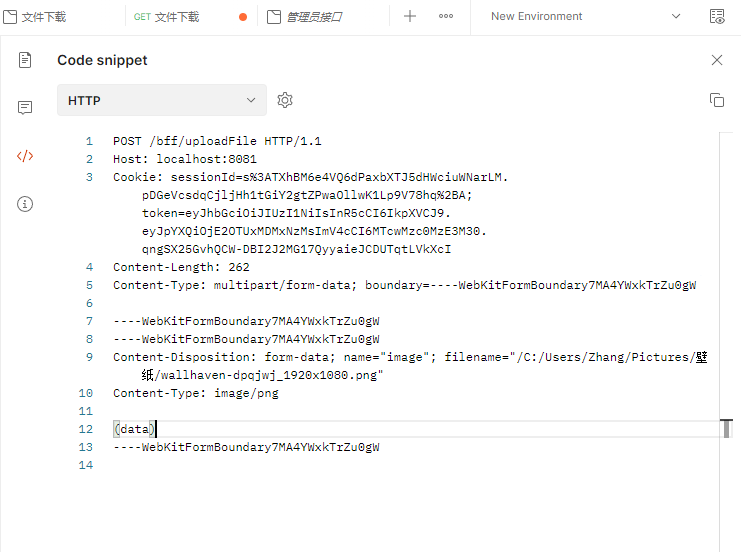 文件下载 GET 文件下载 管理员接口 New Environment
Code snippet
HTTP
1 POST /bff/uploadFile HTTP/1.1
2 Host: localhost:8081
3 Cookie: sessionId=s%3ATXhBM6e4VQ6dPaxbXTJ5dHWciuWNarLM.
pDGeVcsdqCjljHh1tGiY2gtZPwaOllwK1Lp9V78hq%2BA;
token=eyJhbGciOiJIUzI1NiIsInR5cCI6IkpXVCJ9.
eyJpYXQiOjE2OTUxMDMxNzMsImV4cCI6MTcwMzc0MzE3M30.
qngSX25GvhQCW-DBI2J2MG17QyyaieJCDUTqtLVkXcI
4 Content-Length: 262
5 Content-Type: multipart/form-data; boundary=----WebKitFormBoundary7MA4YWxkTrZu0gW
6
7 ----WebKitFormBoundary7MA4YWxkTrZu0gW
8 ----WebKitFormBoundary7MA4YWxkTrZu0gW
9 Content-Disposition: form-data; name="image"; filename="/C:/Users/Zhang/Pictures/壁
纸/wallhaven-dpqjwj_1920x1080.png"
10 Content-Type: image/png
11
12 (data)
13 ----WebKitFormBoundary7MA4YWxkTrZu0gW
14